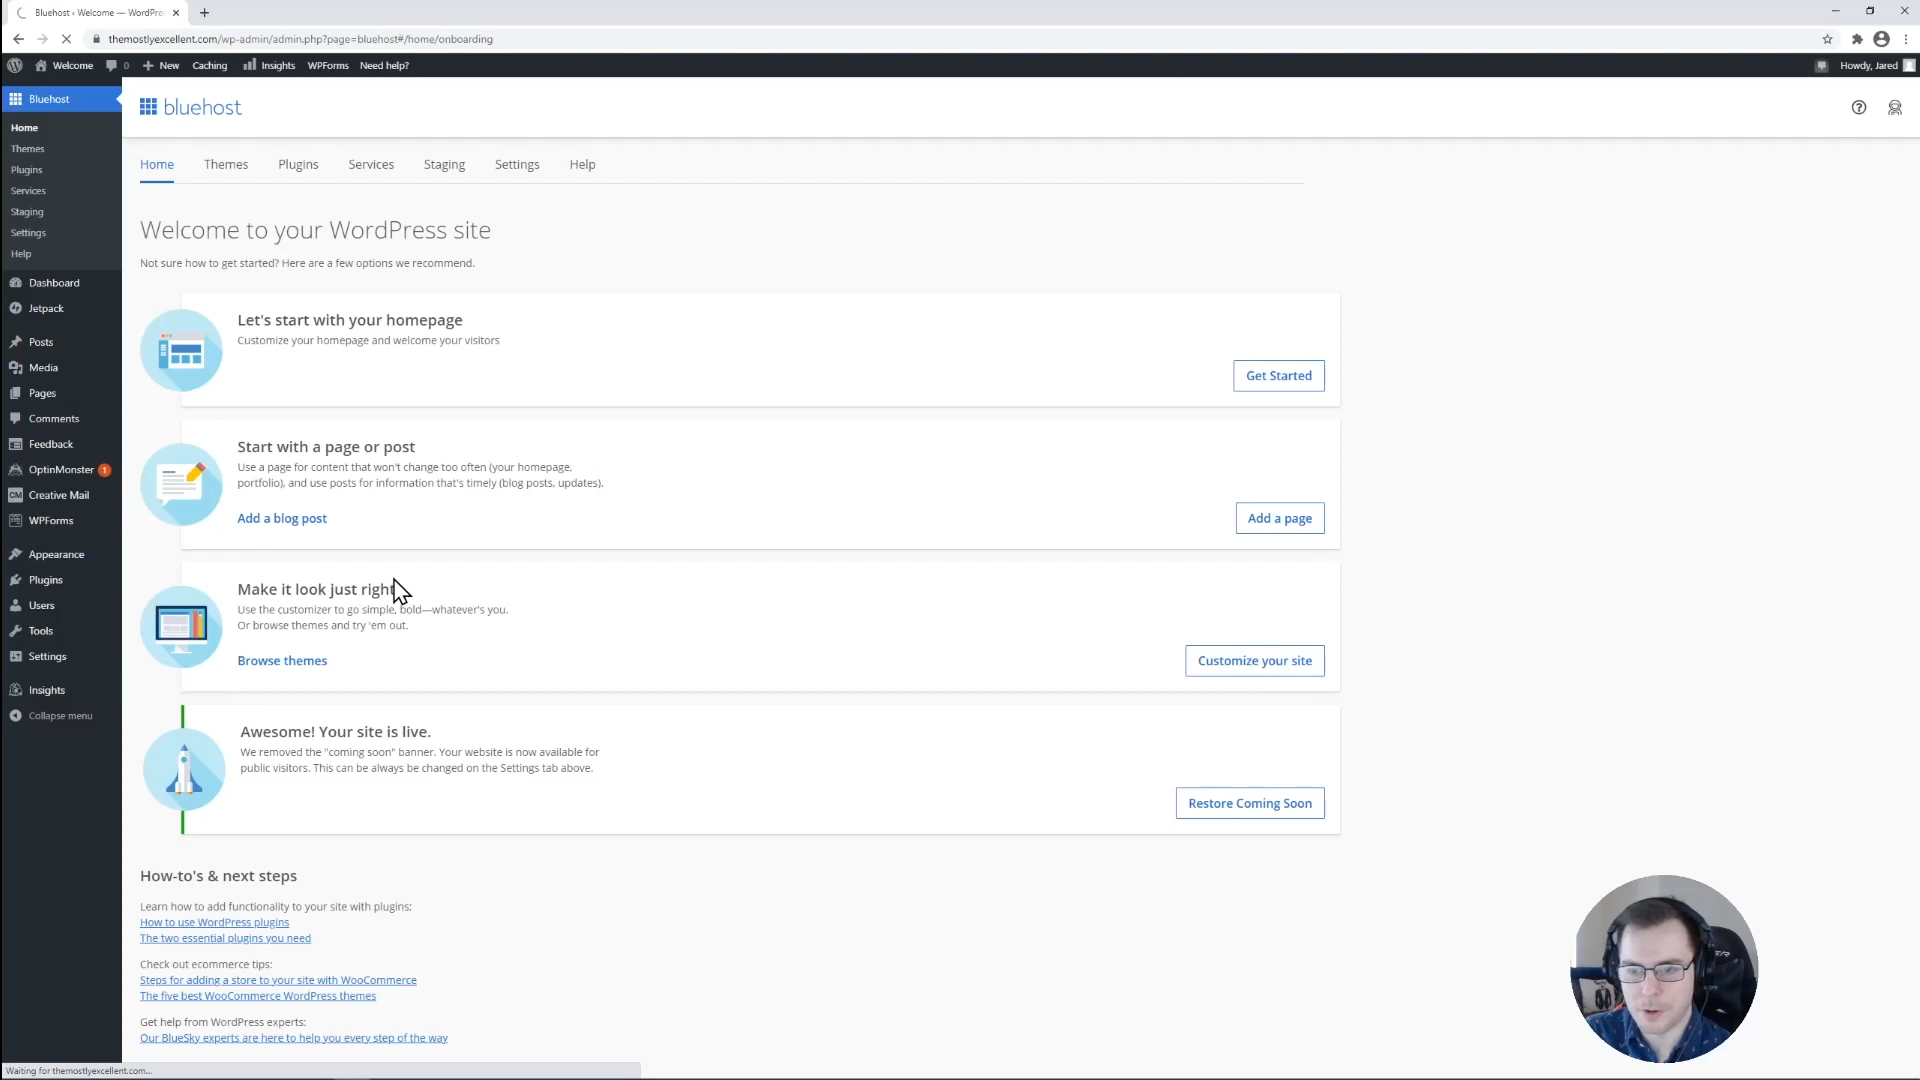 Bluehost ‹ Welcome — WordPre
themostlyexcellent.com/wp-admin/admin.php?page=bluehost#/home/onboarding
Welcome 0 New Caching Insights WPForms Need help? Howdy, Jared
Bluehost
Home
Themes
Plugins
Services
Staging
Settings
Help
Dashboard
Jetpack
Posts
Media
Pages
Comments
Feedback
OptinMonster 1
CM Creative Mail
WPForms
Appearance
Plugins
Users
Tools
Settings
Insights
Collapse menu
bluehost
Home Themes Plugins Services Staging Settings Help
Welcome to your WordPress site
Not sure how to get started? Here are a few options we recommend.
Let's start with your homepage
Customize your homepage and welcome your visitors
Get Started
Start with a page or post
Use a page for content that won't change too often (your homepage,
portfolio), and use posts for information that's timely (blog posts, updates).
Add a blog post
Add a page
Make it look just right
Use the customizer to go simple, bold—whatever's you.
Or browse themes and try 'em out.
Browse themes
Customize your site
Awesome! Your site is live.
We removed the "coming soon" banner. Your website is now available for
public visitors. This can be always be changed on the Settings tab above.
Restore Coming Soon
How-to's & next steps
Learn how to add functionality to your site with plugins:
How to use WordPress plugins
The two essential plugins you need
Check out ecommerce tips:
Steps for adding a store to your site with WooCommerce
The five best WooCommerce WordPress themes
Get help from WordPress experts:
Our BlueSky experts are here to help you every step of the way
Waiting for themostlyexcellent.com...